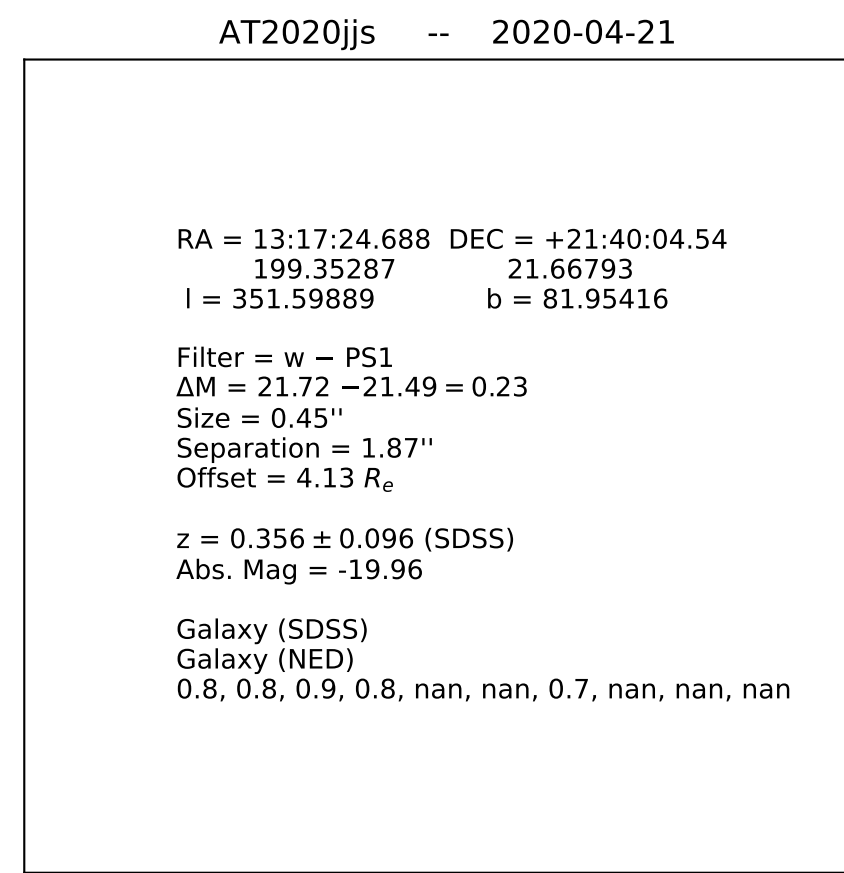 AT2020jjs -- 2020-04-21
RA = 13:17:24.688 DEC = +21:40:04.54
199.35287 21.66793
l = 351.59889 b = 81.95416
Filter = w − PS1
ΔM = 21.72 −21.49 = 0.23
Size = 0.45''
Separation = 1.87''
Offset = 4.13 Rₑ
z = 0.356 ± 0.096 (SDSS)
Abs. Mag = -19.96
Galaxy (SDSS)
Galaxy (NED)
0.8, 0.8, 0.9, 0.8, nan, nan, 0.7, nan, nan, nan